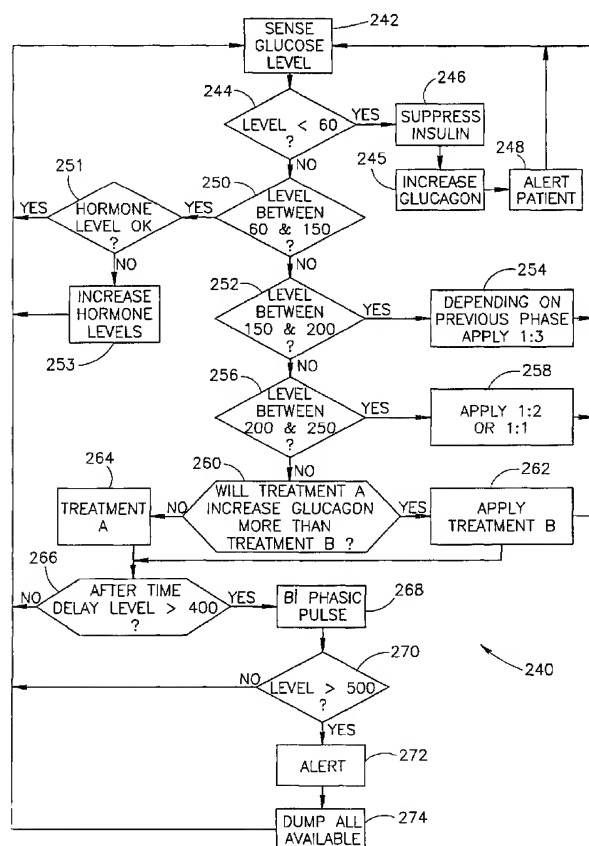 SENSE
GLUCOSE
LEVEL
242
244
LEVEL < 60
?
YES
246
SUPPRESS
INSULIN
NO
245
INCREASE
GLUCAGON
248
ALERT
PATIENT
251
HORMONE
LEVEL OK
?
YES
YES
250
LEVEL
BETWEEN
60 & 150
?
NO
INCREASE
HORMONE
LEVELS
253
NO
252
LEVEL
BETWEEN
150 & 200
?
YES
254
DEPENDING ON
PREVIOUS PHASE
APPLY 1:3
NO
256
LEVEL
BETWEEN
200 & 250
?
YES
258
APPLY 1:2
OR 1:1
NO
260
WILL TREATMENT A
INCREASE GLUCAGON
MORE THAN
TREATMENT B ?
NO
YES
264
TREATMENT
A
262
APPLY
TREATMENT B
266
AFTER TIME
DELAY LEVEL > 400
?
NO
YES
268
BI PHASIC
PULSE
270
LEVEL > 500
?
NO
YES
240
272
ALERT
274
DUMP ALL
AVAILABLE